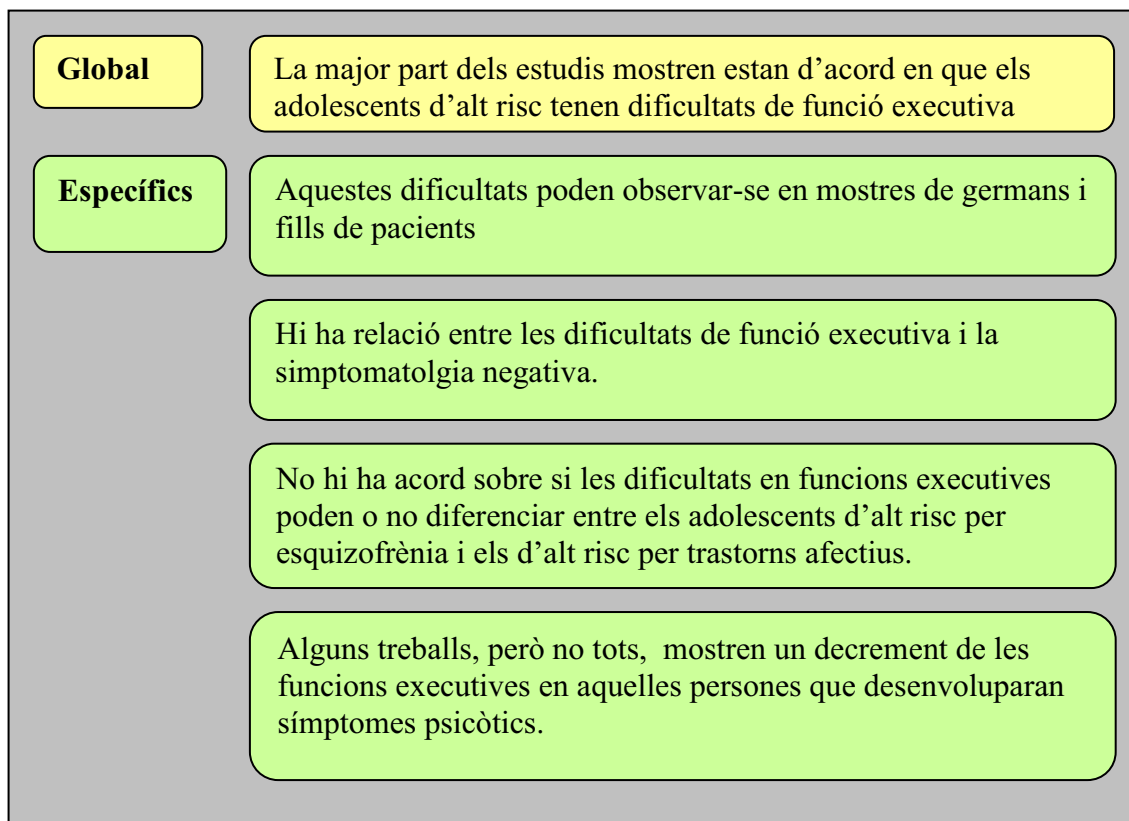 Global
La major part dels estudis mostren estan d’acord en que els
adolescents d’alt risc tenen dificultats de funció executiva
Específics
Aquestes dificultats poden observar-se en mostres de germans i
fills de pacients
Hi ha relació entre les dificultats de funció executiva i la
simptomatolgia negativa.
No hi ha acord sobre si les dificultats en funcions executives
poden o no diferenciar entre els adolescents d’alt risc per
esquizofrènia i els d’alt risc per trastorns afectius.
Alguns treballs, però no tots,  mostren un decrement de les
funcions executives en aquelles persones que desenvoluparan
símptomes psicòtics.